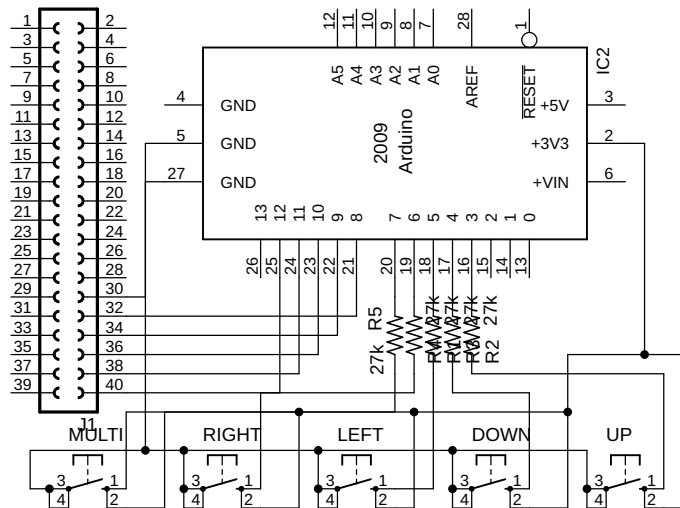 1 2
3 4
5 6
7 8
9 10
11 12
13 14
15 16
17 18
19 20
21 22
23 24
25 26
27 28
29 30
31 32
33 34
35 36
37 38
39 40
J1
12 11 10 9 8 7 28 1
A5 A4 A3 A2 A1 A0 AREF RESET
IC2
4 GND
5 GND
27 GND
2009
Arduino
+5V 3
+3V3 2
+VIN 6
13 12 11 10 9 8 7 6 5 4 3 2 1 0
26 25 24 23 22 21 20 19 18 17 16 15 14 13
R5 27k 27k 27k 27k
27k R4 R1 R3 R2
MULTI RIGHT LEFT DOWN UP
3 1 3 1 3 1 3 1 3 1
4 2 4 2 4 2 4 2 4 2